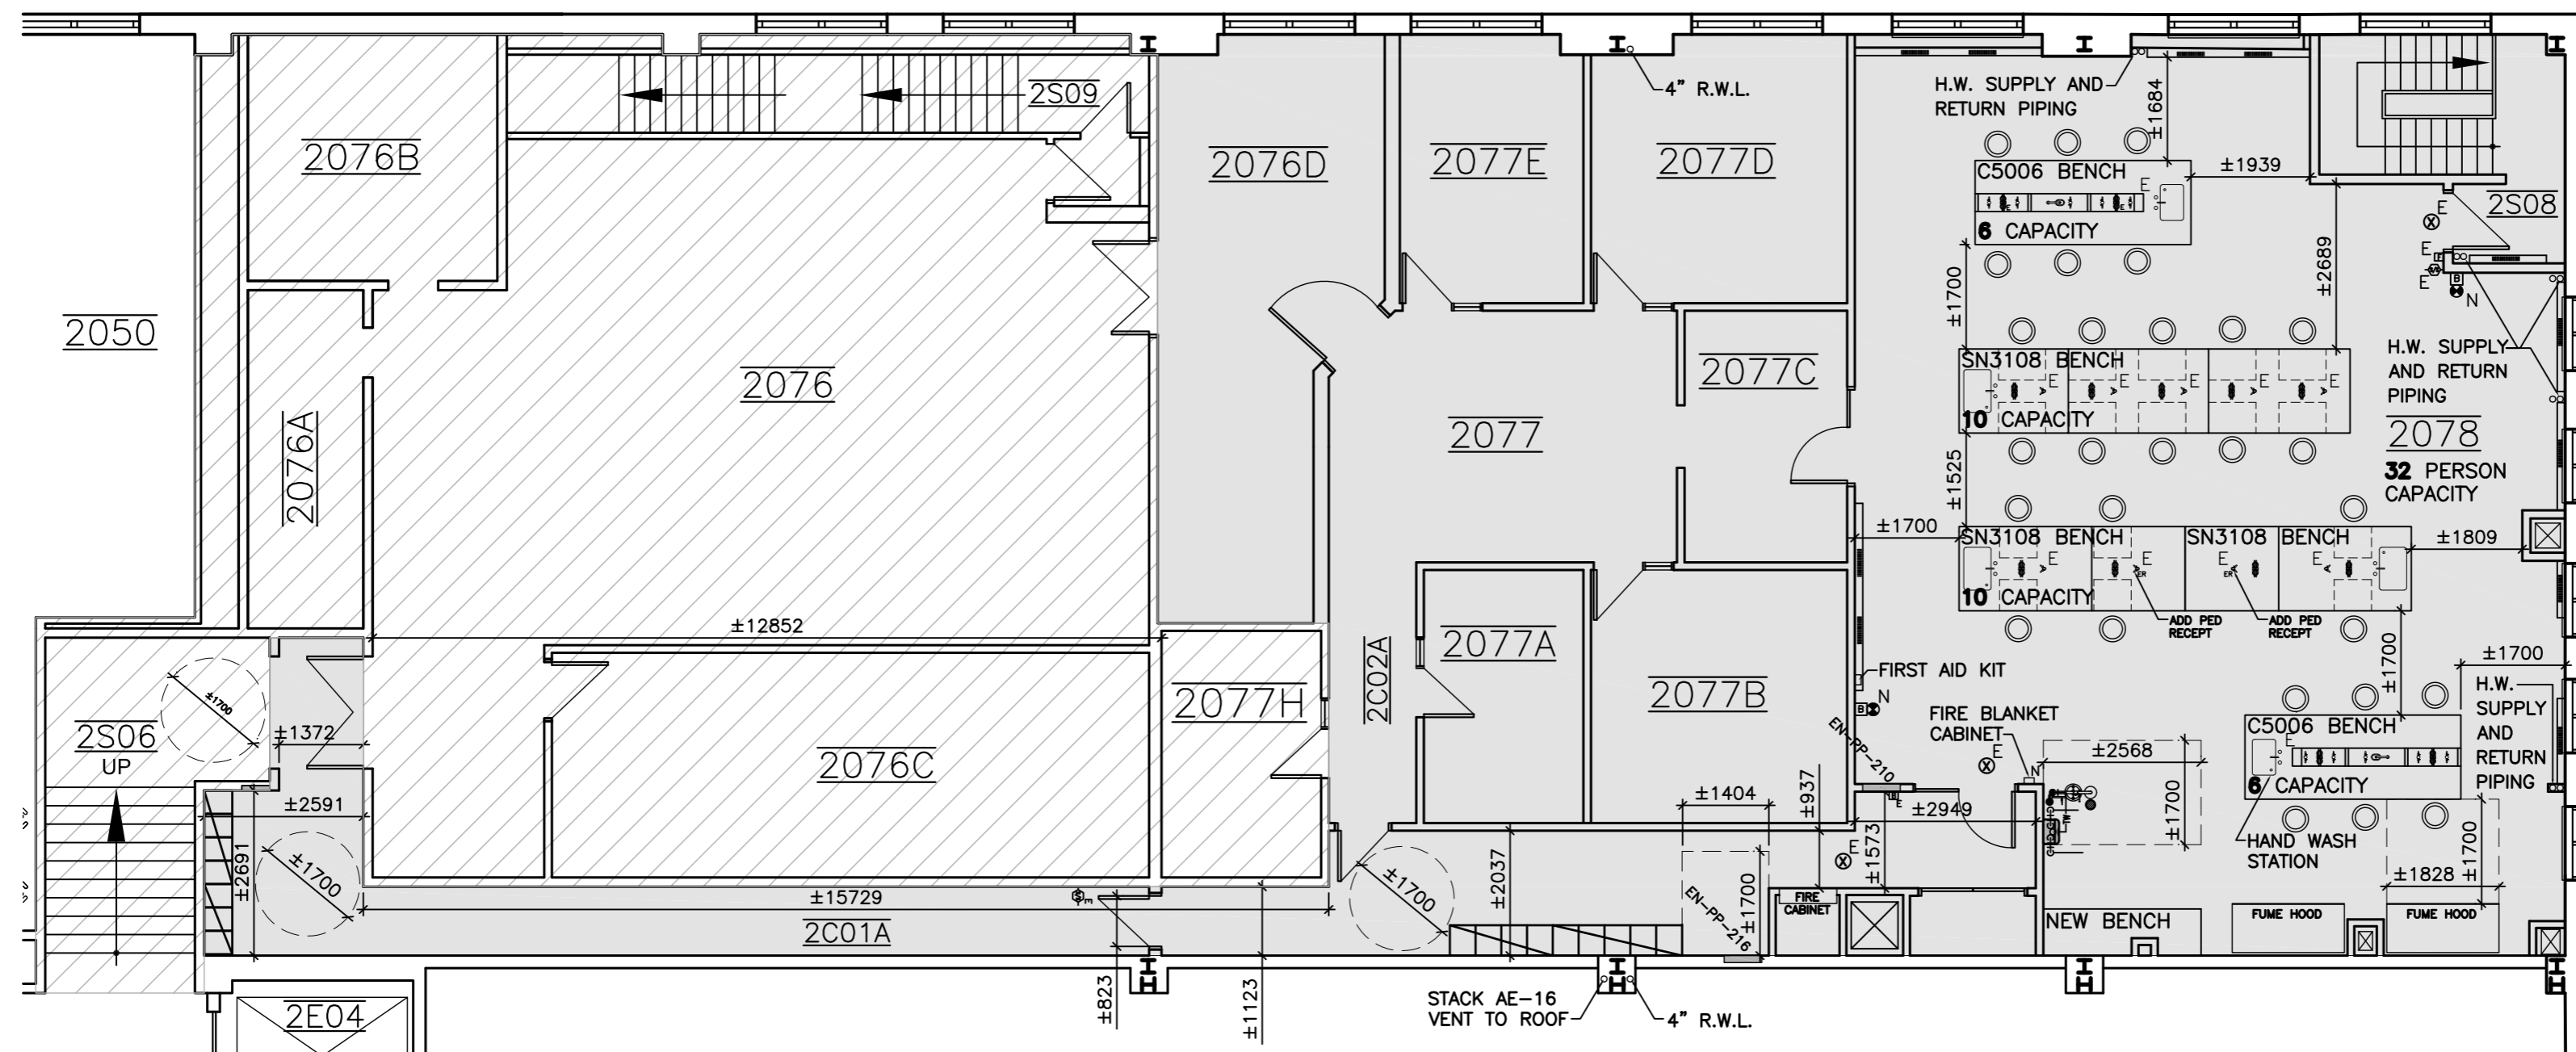 2050
2076B
2076A
2076
2S09
2076D
2077E
4" R.W.L.
2077D
H.W. SUPPLY AND
RETURN PIPING
±1684
C5006 BENCH
E
E
6 CAPACITY
±1939
±2689
2S08
E
E
E
B
N
±1700
SN3108 BENCH
A E
A E
A E
A E
A E
10 CAPACITY
H.W. SUPPLY
AND RETURN
PIPING
2078
32 PERSON
CAPACITY
2077C
2077
±1525
±1700
SN3108 BENCH
SN3108 BENCH
E
A
E
A
ER
E
A
ER
E
A
10 CAPACITY
ADD PED
RECEPT
ADD PED
RECEPT
±1809
±12852
2C02A
2077A
2077B
2077H
2076C
FIRST AID KIT
B
N
±1700
±1700
H.W.
SUPPLY
AND
RETURN
PIPING
C5006 BENCH
E
6 CAPACITY
FIRE BLANKET
CABINET
E
N
±2568
±1700
HAND WASH
STATION
±1700
±1828
2S06
UP
±1700
±1372
±2591
±2691
±1700
±15729
2C01A
S
E
±823
±1123
±1700
±2037
±1404
±1700
±937
±1573
±2949
EN-PP-210
EN-PP-216
B
E
E
TW
FIRE
CABINET
NEW BENCH
FUME HOOD
FUME HOOD
2E04
STACK AE-16
VENT TO ROOF
4" R.W.L.